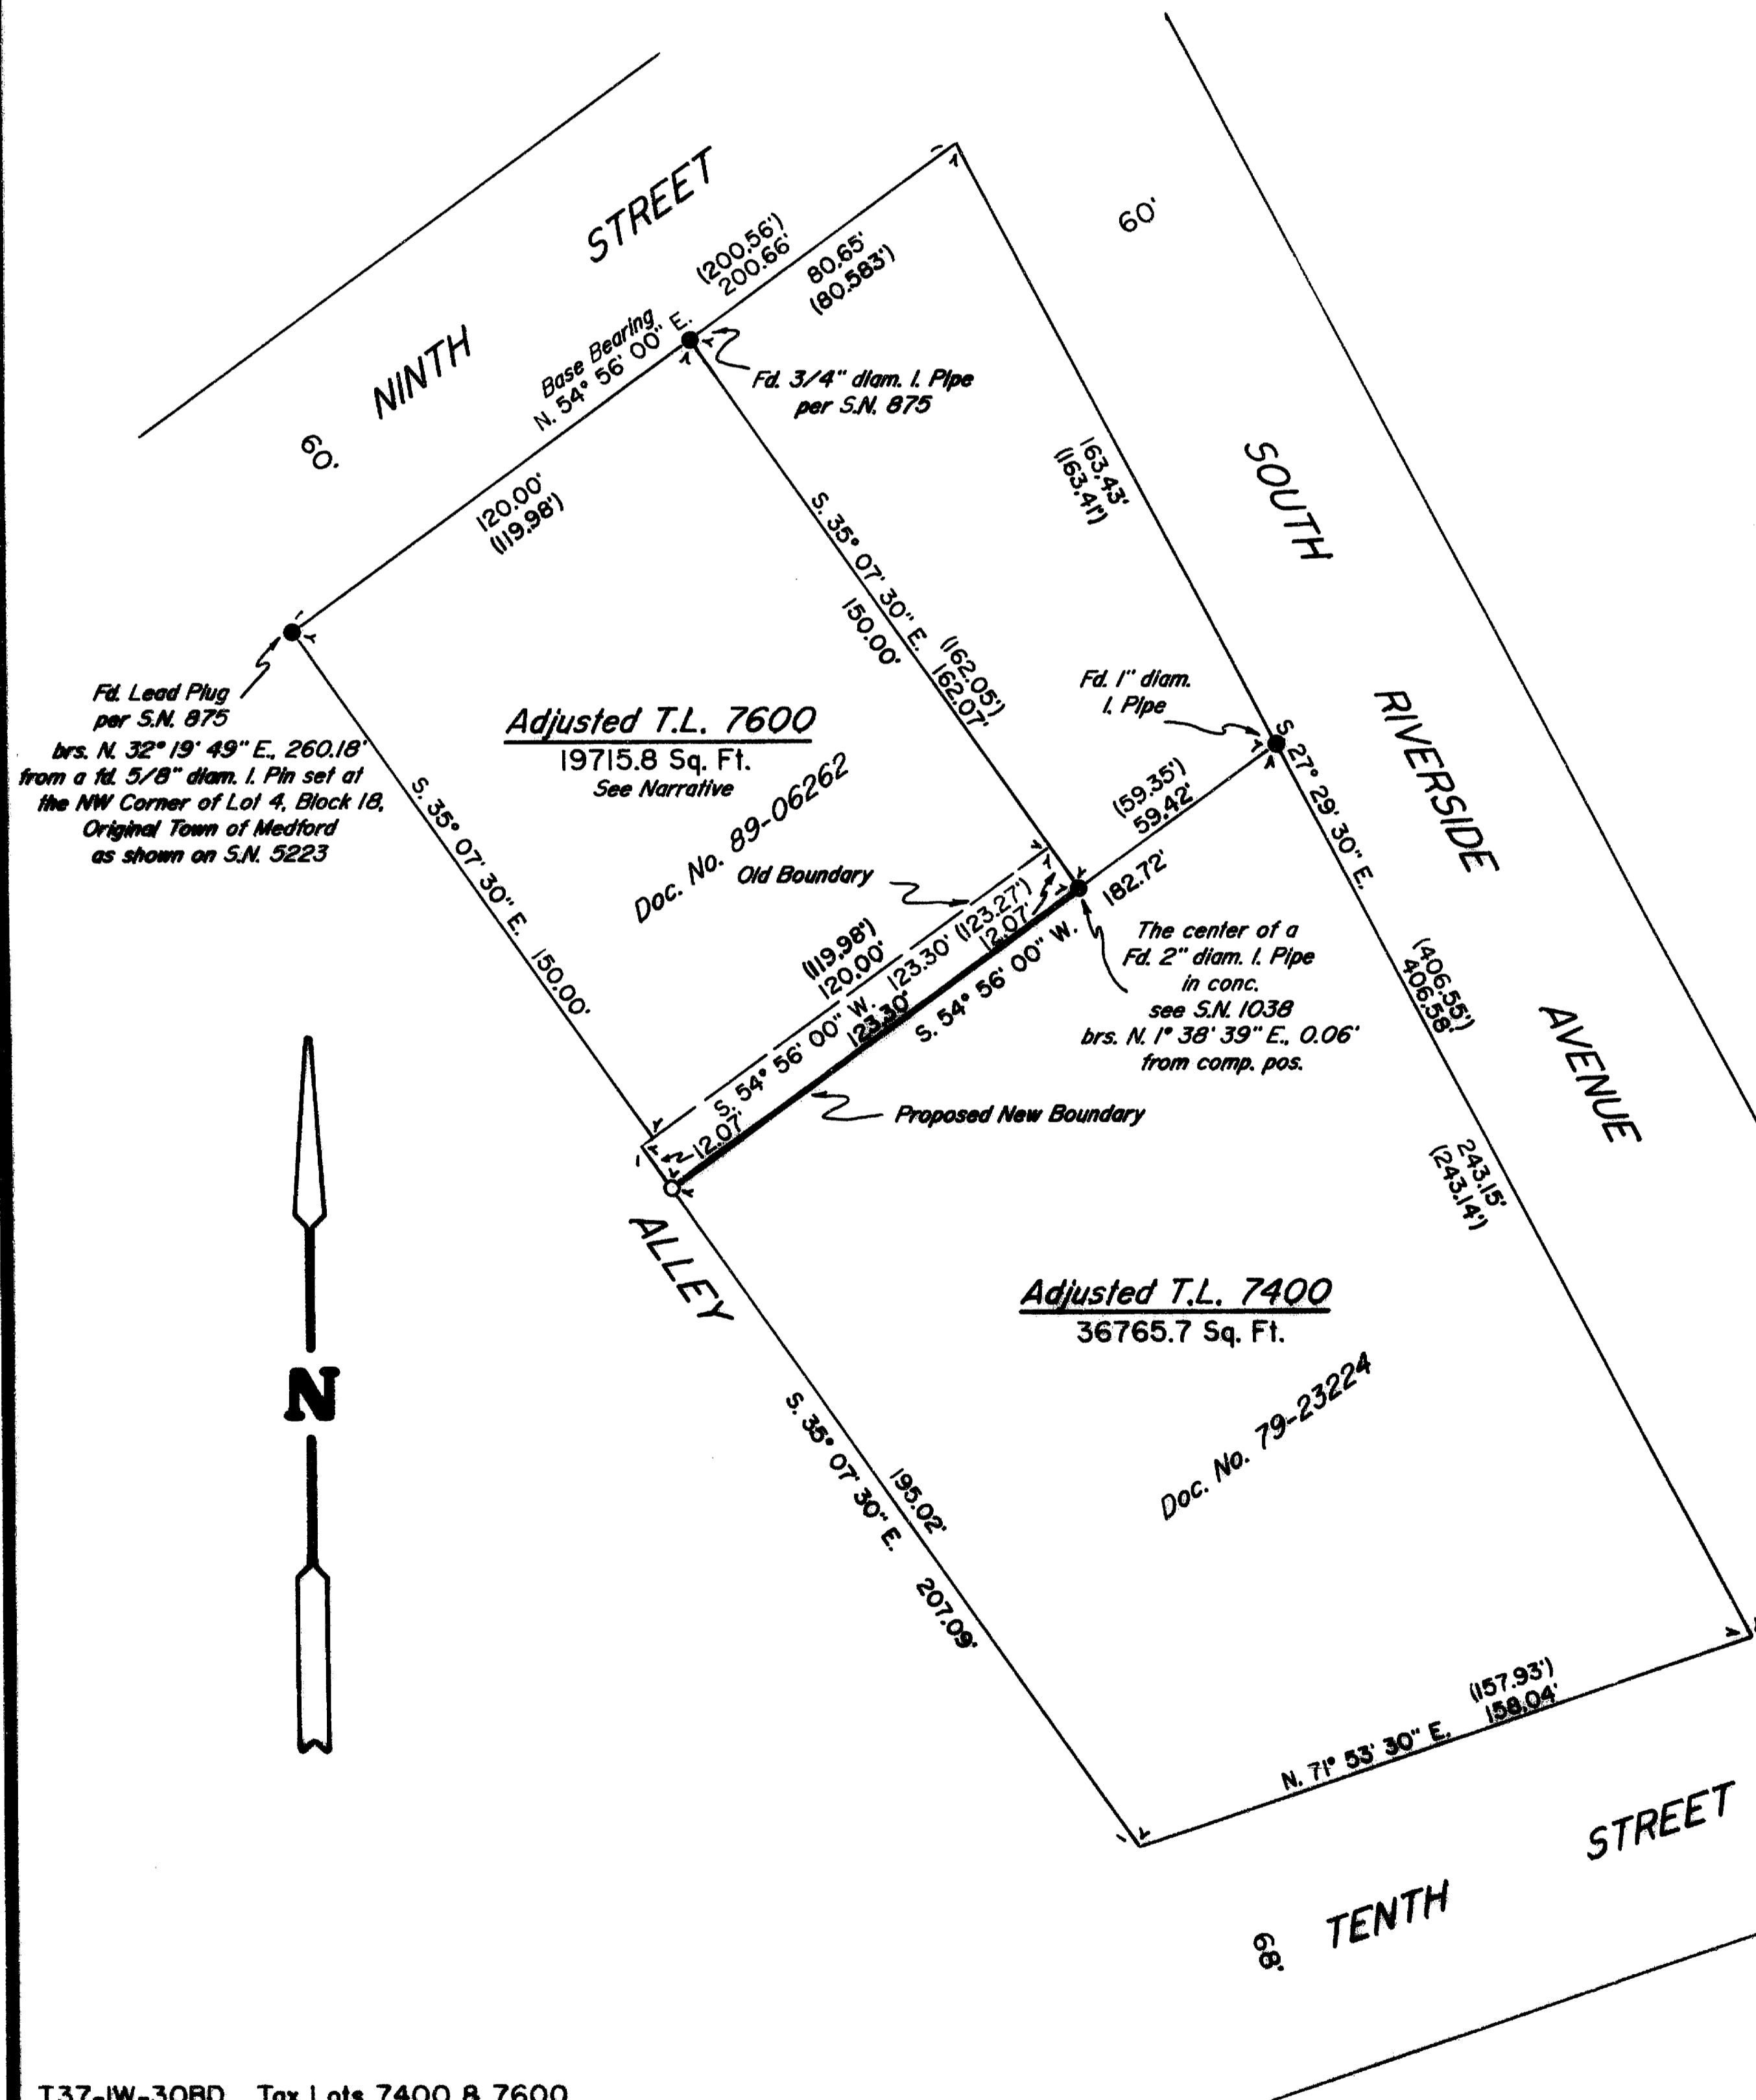 NINTH
STREET
60'
60'
(200.56')
200.66'
80.65'
(80.583')
Base Bearing
N. 54° 56' 00" E.
120.00'
(119.98')
Fd. 3/4" diam. I. Pipe
per S.N. 875
163.43'
(163.41')
SOUTH
RIVERSIDE
AVENUE
S. 35° 07' 30" E.
150.00'
(162.05')
162.07'
Fd. 1" diam.
I. Pipe
Fd. Lead Plug
per S.N. 875
brs. N. 32° 19' 49" E., 260.18'
from a fd. 5/8" diam. I. Pin set at
the NW Corner of Lot 4, Block 18,
Original Town of Medford
as shown on S.N. 5223
Adjusted T.L. 7600
19715.8 Sq. Ft.
See Narrative
Doc. No. 89-06262
Old Boundary
S. 35° 07' 30" E. 150.00'
(59.35')
59.42'
182.72'
S. 27° 29' 30" E.
(406.55')
406.58'
(119.98')
120.00'
S. 54° 56' 00" W. 123.30' (123.27')
12.07'
123.30'
S. 54° 56' 00" W.
12.07'
The center of a
Fd. 2" diam. I. Pipe
in conc.
see S.N. 1038
brs. N. 1° 38' 39" E., 0.06'
from comp. pos.
Proposed New Boundary
243.15'
(243.14')
ALLEY
N
Adjusted T.L. 7400
36765.7 Sq. Ft.
Doc. No. 79-23224
195.02'
S. 35° 07' 30" E. 207.09'
(157.93')
N. 71° 53' 30" E. 158.04'
TENTH STREET
68'
T37-1W-30BD Tax Lots 7400 & 7600